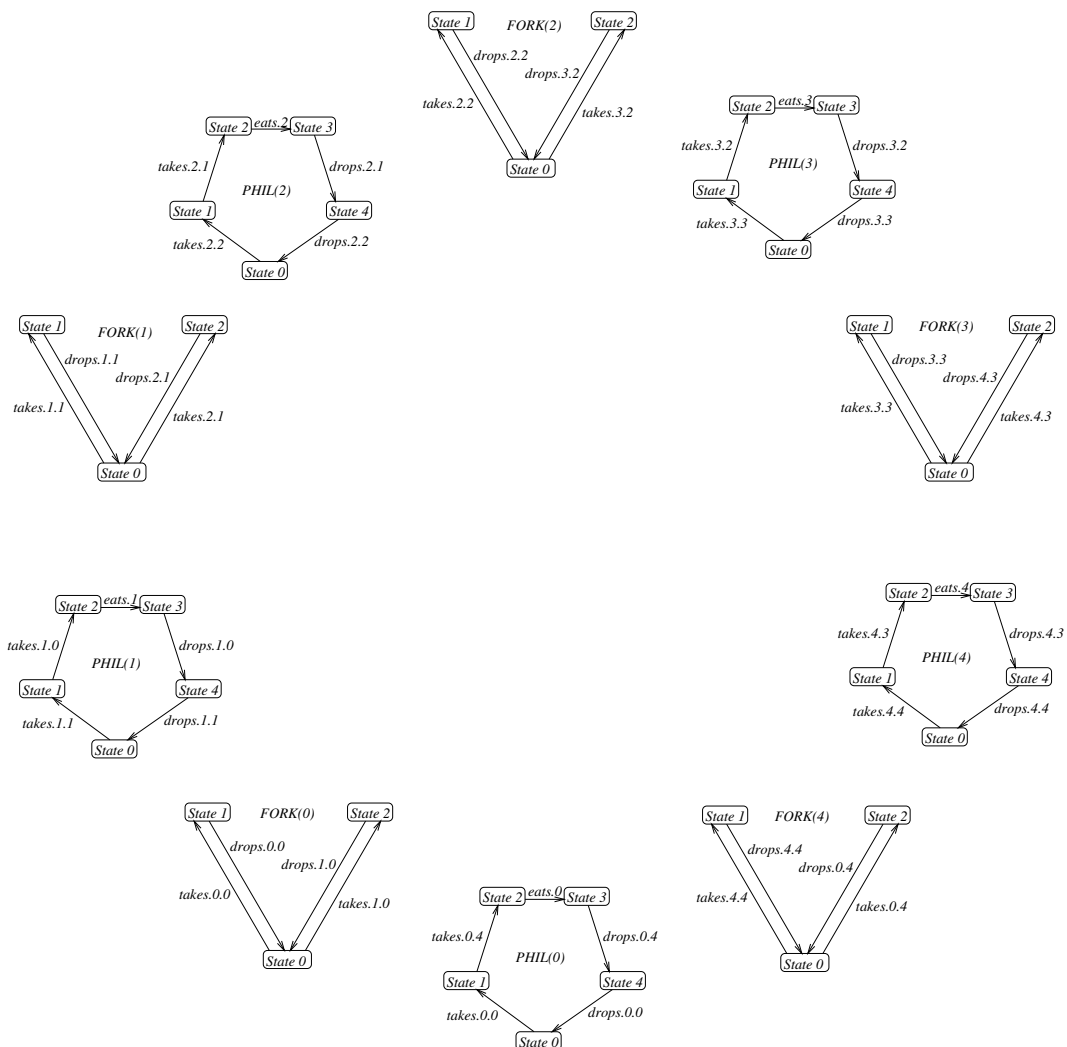 State 1
FORK(2)
State 2
drops.2.2
drops.3.2
takes.2.2
takes.3.2
State 0
State 2
eats.2
State 3
takes.2.1
drops.2.1
PHIL(2)
State 1
State 4
takes.2.2
drops.2.2
State 0
State 2
eats.3
State 3
takes.3.2
drops.3.2
PHIL(3)
State 1
State 4
takes.3.3
drops.3.3
State 0
State 1
FORK(1)
State 2
drops.1.1
drops.2.1
takes.1.1
takes.2.1
State 0
State 1
FORK(3)
State 2
drops.3.3
drops.4.3
takes.3.3
takes.4.3
State 0
State 2
eats.1
State 3
takes.1.0
drops.1.0
PHIL(1)
State 1
State 4
takes.1.1
drops.1.1
State 0
State 2
eats.4
State 3
takes.4.3
drops.4.3
PHIL(4)
State 1
State 4
takes.4.4
drops.4.4
State 0
State 1
FORK(0)
State 2
drops.0.0
drops.1.0
takes.0.0
takes.1.0
State 0
State 2
eats.0
State 3
takes.0.4
drops.0.4
PHIL(0)
State 1
State 4
takes.0.0
drops.0.0
State 0
State 1
FORK(4)
State 2
drops.4.4
drops.0.4
takes.4.4
takes.0.4
State 0